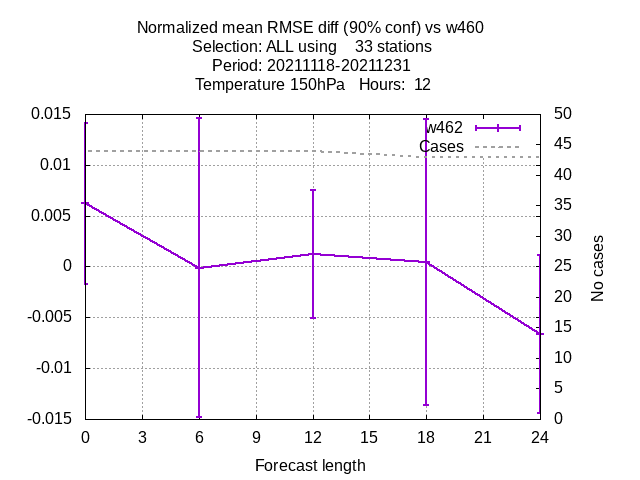 Normalized mean RMSE diff (90% conf) vs w460
Selection: ALL using    33 stations
Period: 20211118-20211231
Temperature 150hPa   Hours:  12
0.015
0.01
0.005
0
-0.005
-0.01
-0.015
50
45
40
35
30
25
20
15
10
5
0
w462
Cases
No cases
0 3 6 9 12 15 18 21 24
Forecast length